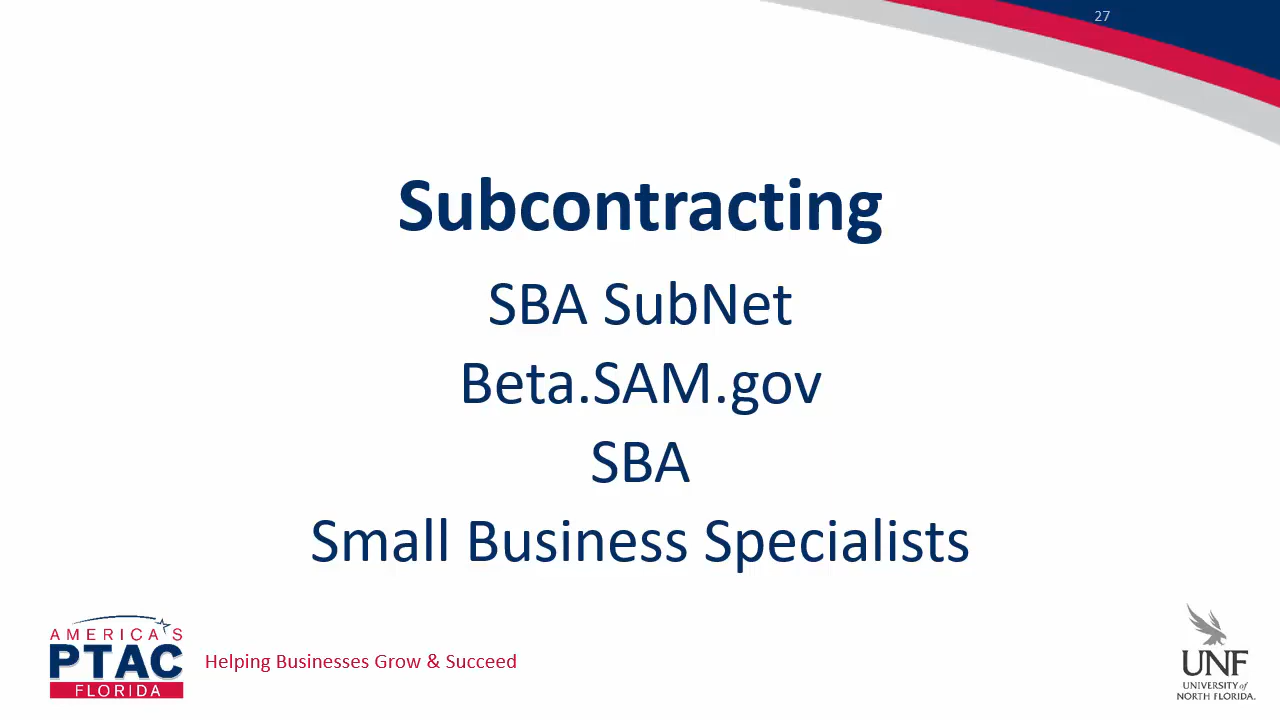 27
Subcontracting
SBA SubNet
Beta.SAM.gov
SBA
Small Business Specialists
AMERICA'S
PTAC
FLORIDA
Helping Businesses Grow & Succeed
UNF
UNIVERSITY of
NORTH FLORIDA.